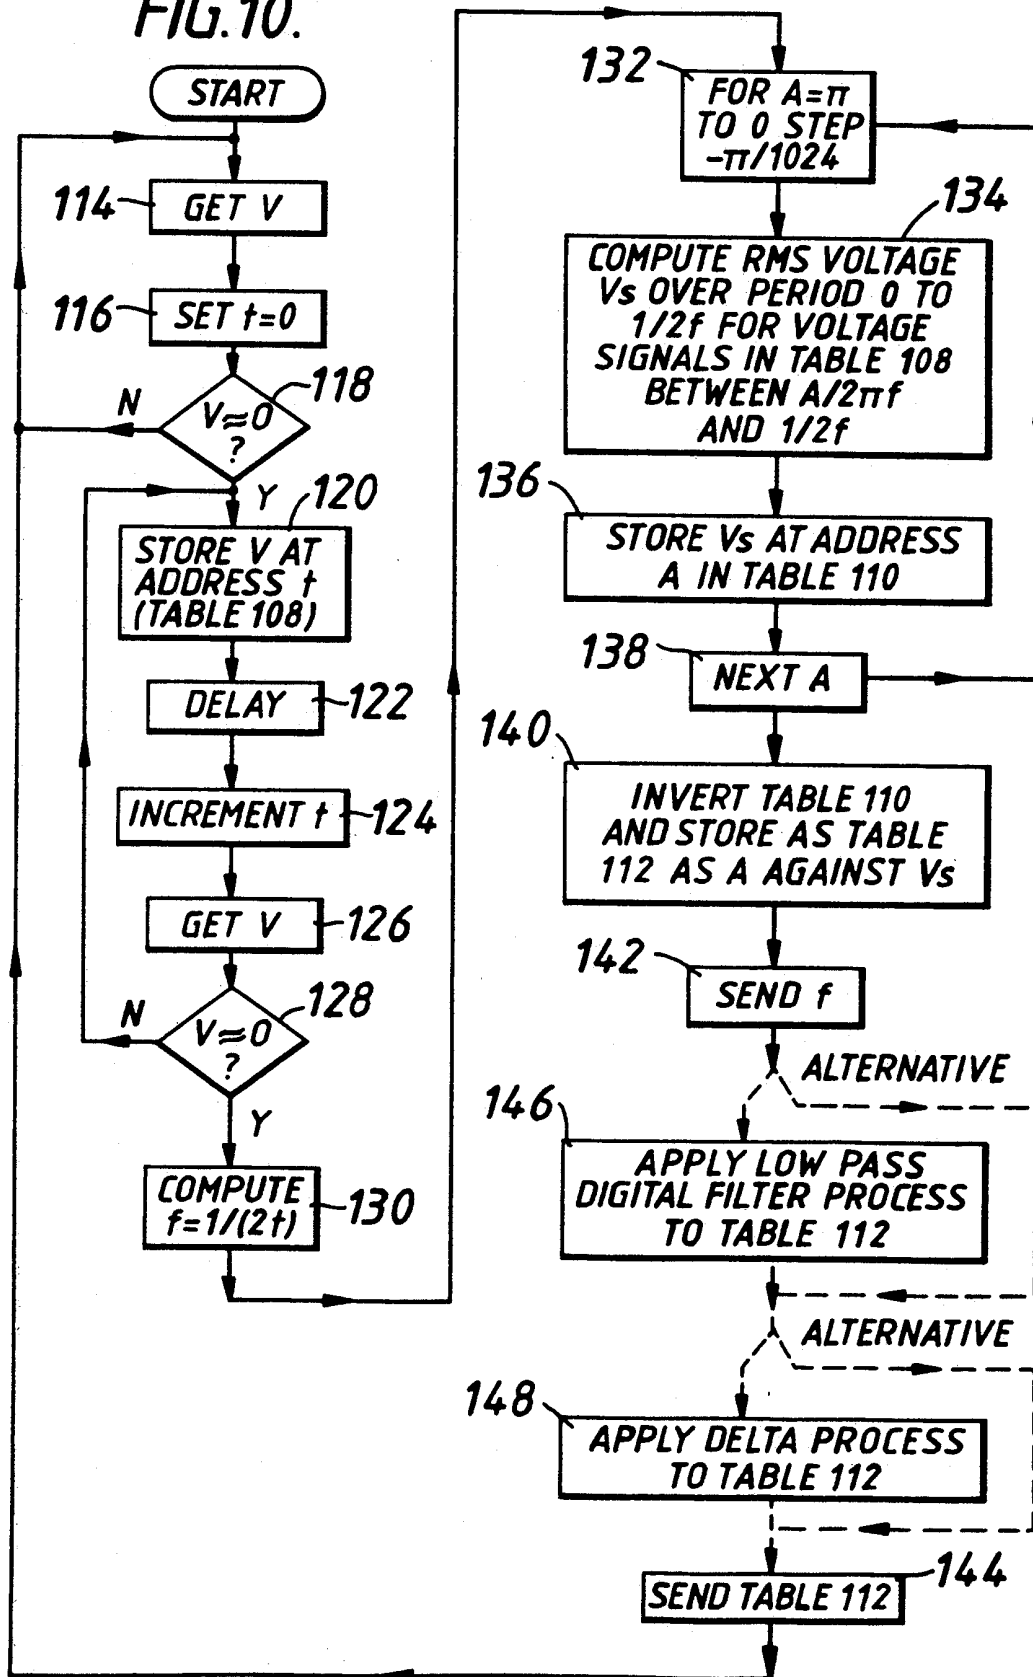 FIG.10.
START
114
GET V
116
SET t=0
118
V≈0
?
N
Y
120
STORE V AT
ADDRESS t
(TABLE 108)
DELAY
122
INCREMENT t
124
GET V
126
128
V≈0
?
N
Y
COMPUTE
f=1/(2t)
130
132
FOR A=π
TO 0 STEP
-π/1024
134
COMPUTE RMS VOLTAGE
Vs OVER PERIOD 0 TO
1/2f FOR VOLTAGE
SIGNALS IN TABLE 108
BETWEEN A/2πf
AND 1/2f
136
STORE Vs AT ADDRESS
A IN TABLE 110
138
NEXT A
140
INVERT TABLE 110
AND STORE AS TABLE
112 AS A AGAINST Vs
142
SEND f
ALTERNATIVE
146
APPLY LOW PASS
DIGITAL FILTER PROCESS
TO TABLE 112
ALTERNATIVE
148
APPLY DELTA PROCESS
TO TABLE 112
144
SEND TABLE 112